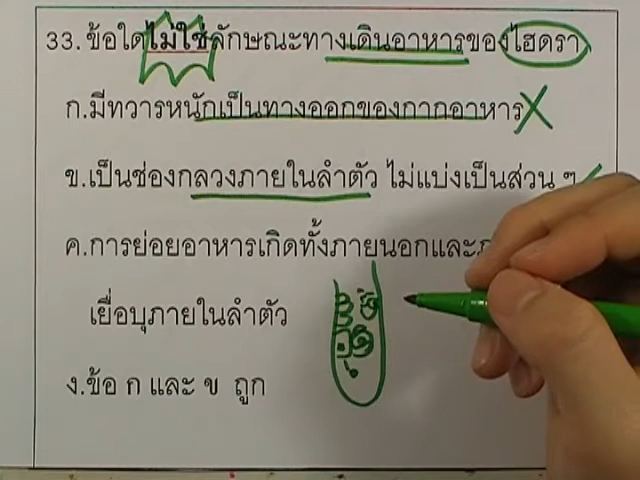 33. ข้อใดไม่ใช่ลักษณะทางเดินอาหารของไฮดรา
ก.มีทวารหนักเป็นทางออกของกากอาหาร
ข.เป็นช่องกลวงภายในลำตัว ไม่แบ่งเป็นส่วน ๆ
ค.การย่อยอาหารเกิดทั้งภายนอกและภ
เยื่อบุภายในลำตัว
ง.ข้อ ก และ ข ถูก